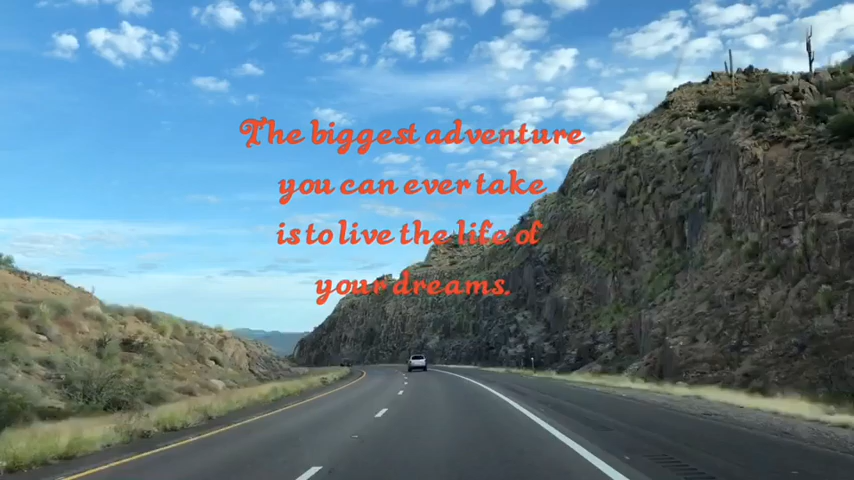 The biggest adventure
you can ever take
is to live the life of
your dreams.